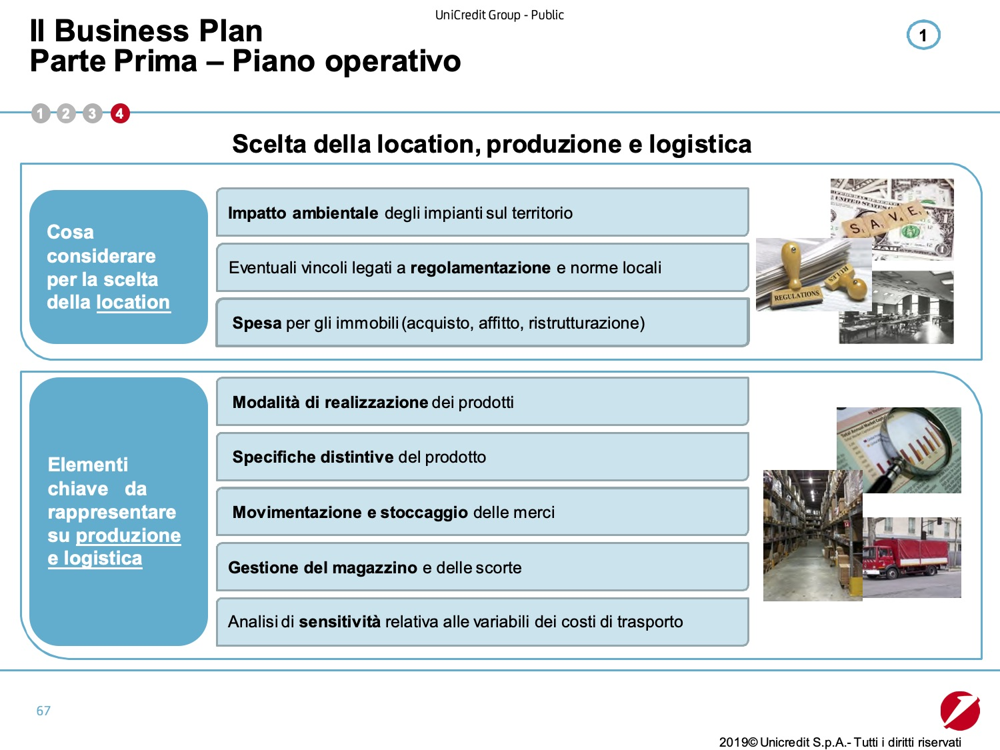 UniCredit Group - Public
Il Business Plan
Parte Prima – Piano operativo
1
1 2 3 4
Scelta della location, produzione e logistica
Cosa
considerare
per la scelta
della location
Impatto ambientale degli impianti sul territorio
Eventuali vincoli legati a regolamentazione e norme locali
Spesa per gli immobili (acquisto, affitto, ristrutturazione)
SAVE
REGULATIONS
RULES
Elementi
chiave da
rappresentare
su produzione
e logistica
Modalità di realizzazione dei prodotti
Specifiche distintive del prodotto
Movimentazione e stoccaggio delle merci
Gestione del magazzino e delle scorte
Analisi di sensitività relativa alle variabili dei costi di trasporto
67
2019© Unicredit S.p.A.- Tutti i diritti riservati